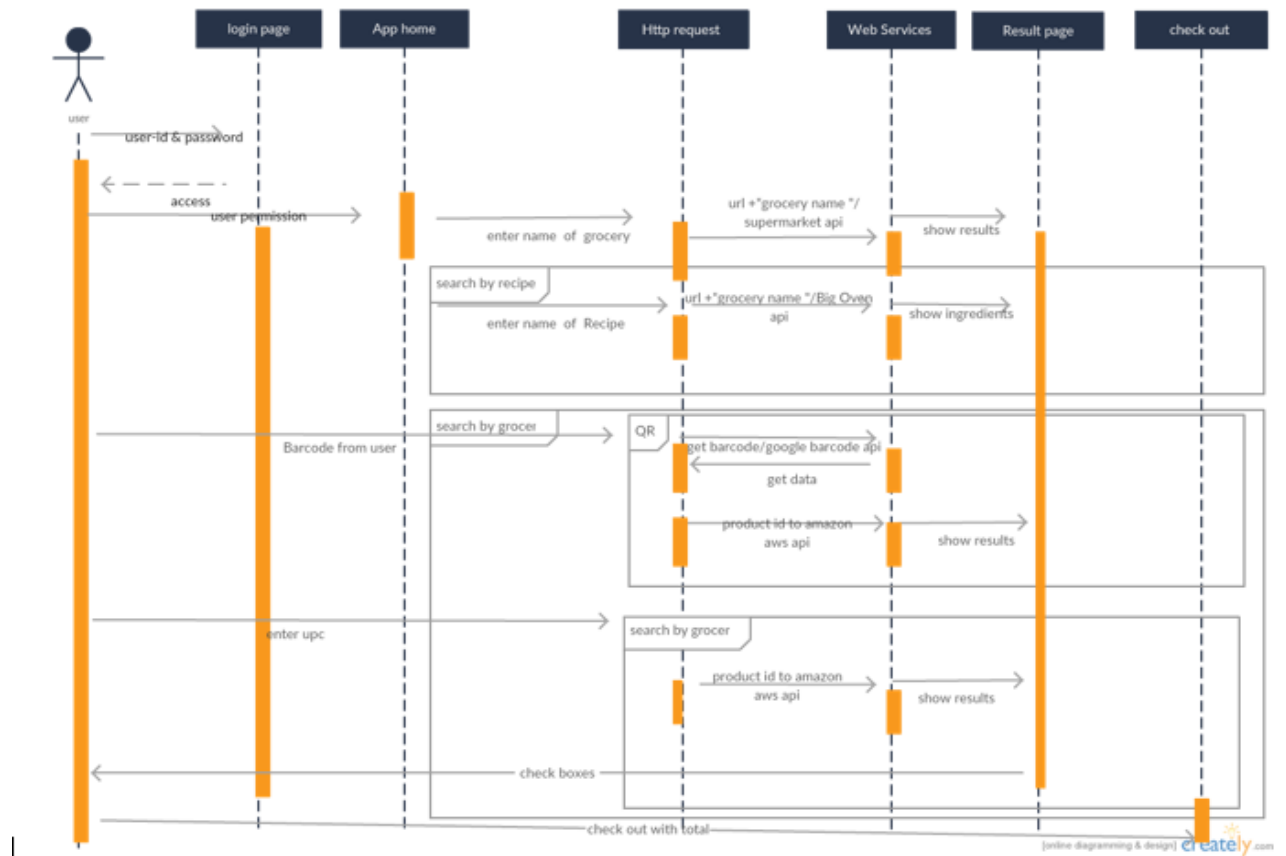 login page
App home
Http request
Web Services
Result page
check out
user
user-id & password
access
user permission
enter name of grocery
url +"grocery name "/
supermarket api
show results
search by recipe
enter name of Recipe
url +"grocery name "/Big Oven
api
show ingredients
search by grocer
QR
Barcode from user
get barcode/google barcode api
get data
product id to amazon
aws api
show results
enter upc
search by grocer
product id to amazon
aws api
show results
check boxes
check out with total
[online diagramming & design] creately.com